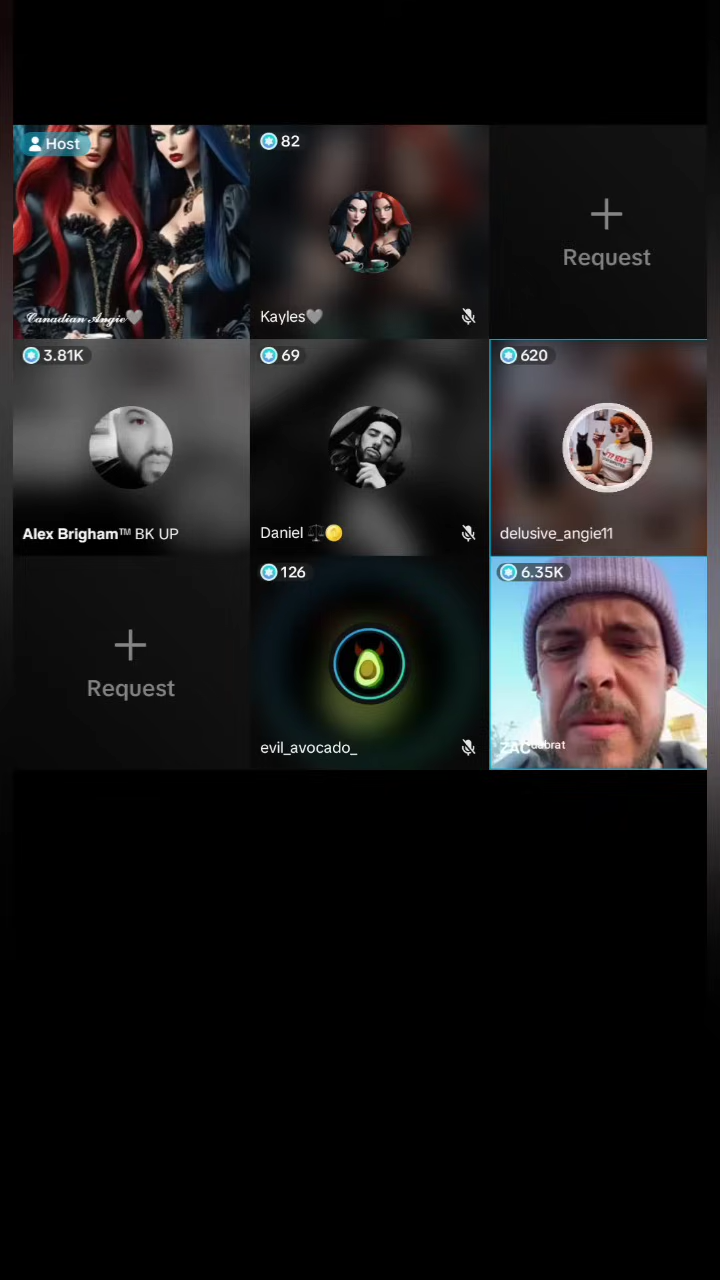 Host
82
Canadian Angie🩶
Kayles🩶
Request
3.81K
69
620
Alex Brigham™ BK UP
Daniel ⚖️🪙
delusive_angie11
Request
126
6.35K
evil_avocado_
ZAC